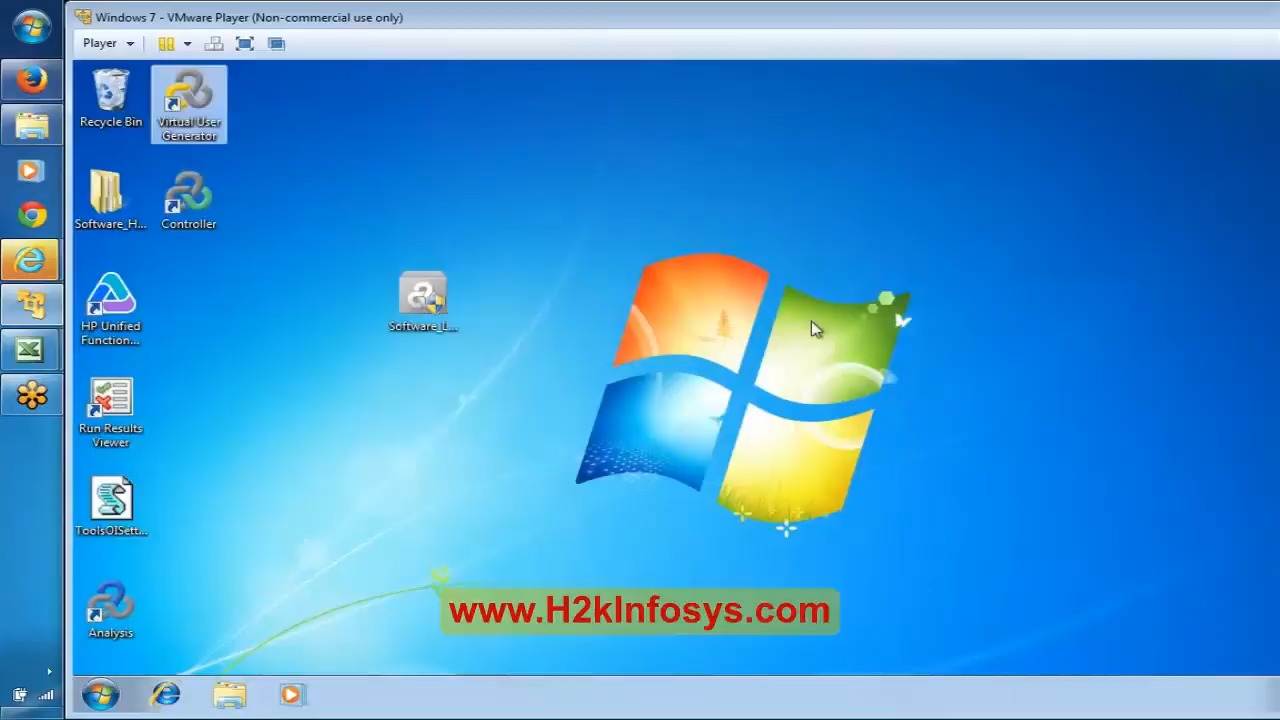 Windows 7 - VMware Player (Non-commercial use only)
Player
Recycle Bin
Virtual User
Generator
Software_H...
Controller
HP Unified
Function...
Software_L...
Run Results
Viewer
ToolsOISett...
Analysis
www.H2kInfosys.com